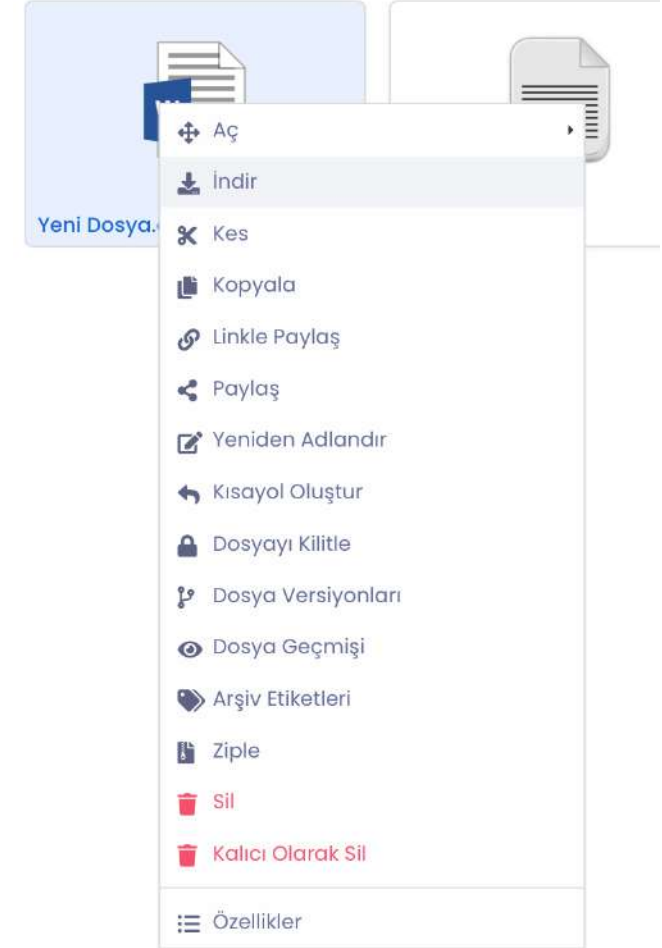 Yeni Dosya.
Aç
İndir
Kes
Kopyala
Linkle Paylaş
Paylaş
Yeniden Adlandır
Kısayol Oluştur
Dosyayı Kilitle
Dosya Versiyonları
Dosya Geçmişi
Arşiv Etiketleri
Ziple
Sil
Kalıcı Olarak Sil
Özellikler